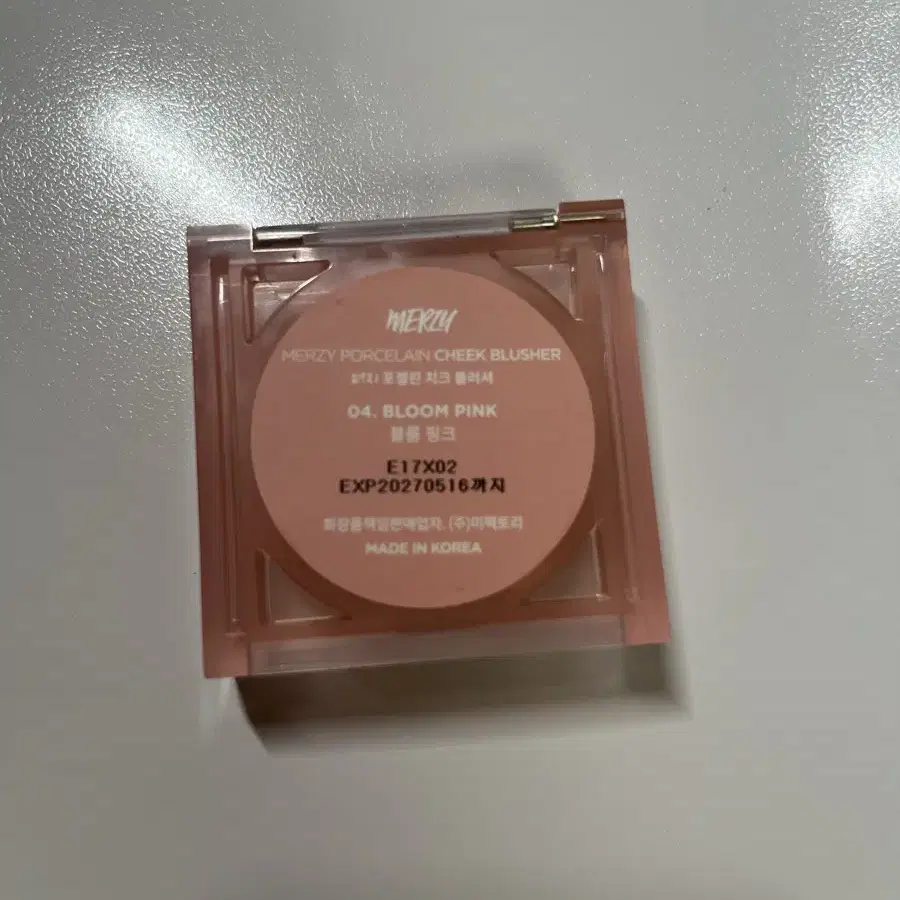 MERZY
MERZY PORCELAIN CHEEK BLUSHER
머지 포슬린 치크 블러셔
04. BLOOM PINK
블룸 핑크
E17X02
EXP20270516까지
화장품책임판매업자. (주)미팩토리
MADE IN KOREA